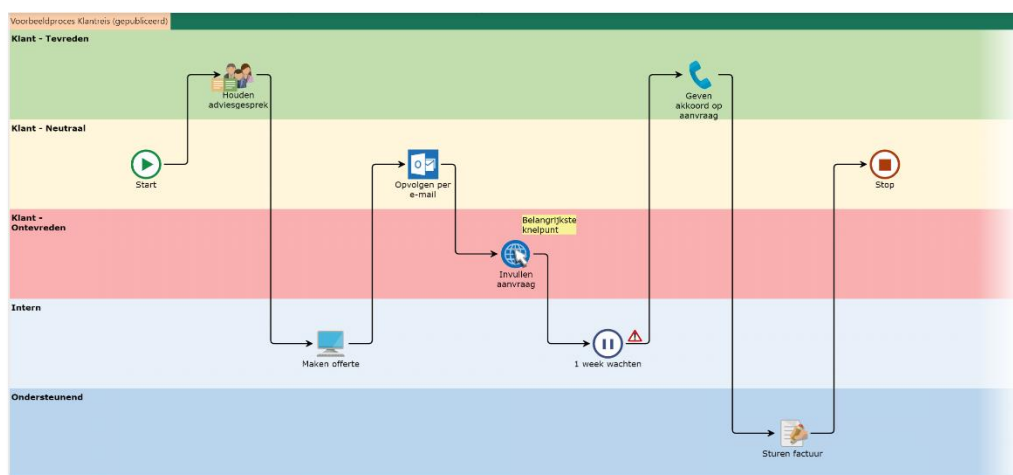 Voorbeeldproces Klantreis (gepubliceerd)
Klant - Tevreden
Houden
adviesgesprek
Geven
akkoord op
aanvraag
Klant - Neutraal
Start
Opvolgen per
e-mail
Stop
Klant -
Ontevreden
Belangrijkste
knelpunt
Invullen
aanvraag
Intern
Maken offerte
1 week wachten
Ondersteunend
Sturen factuur